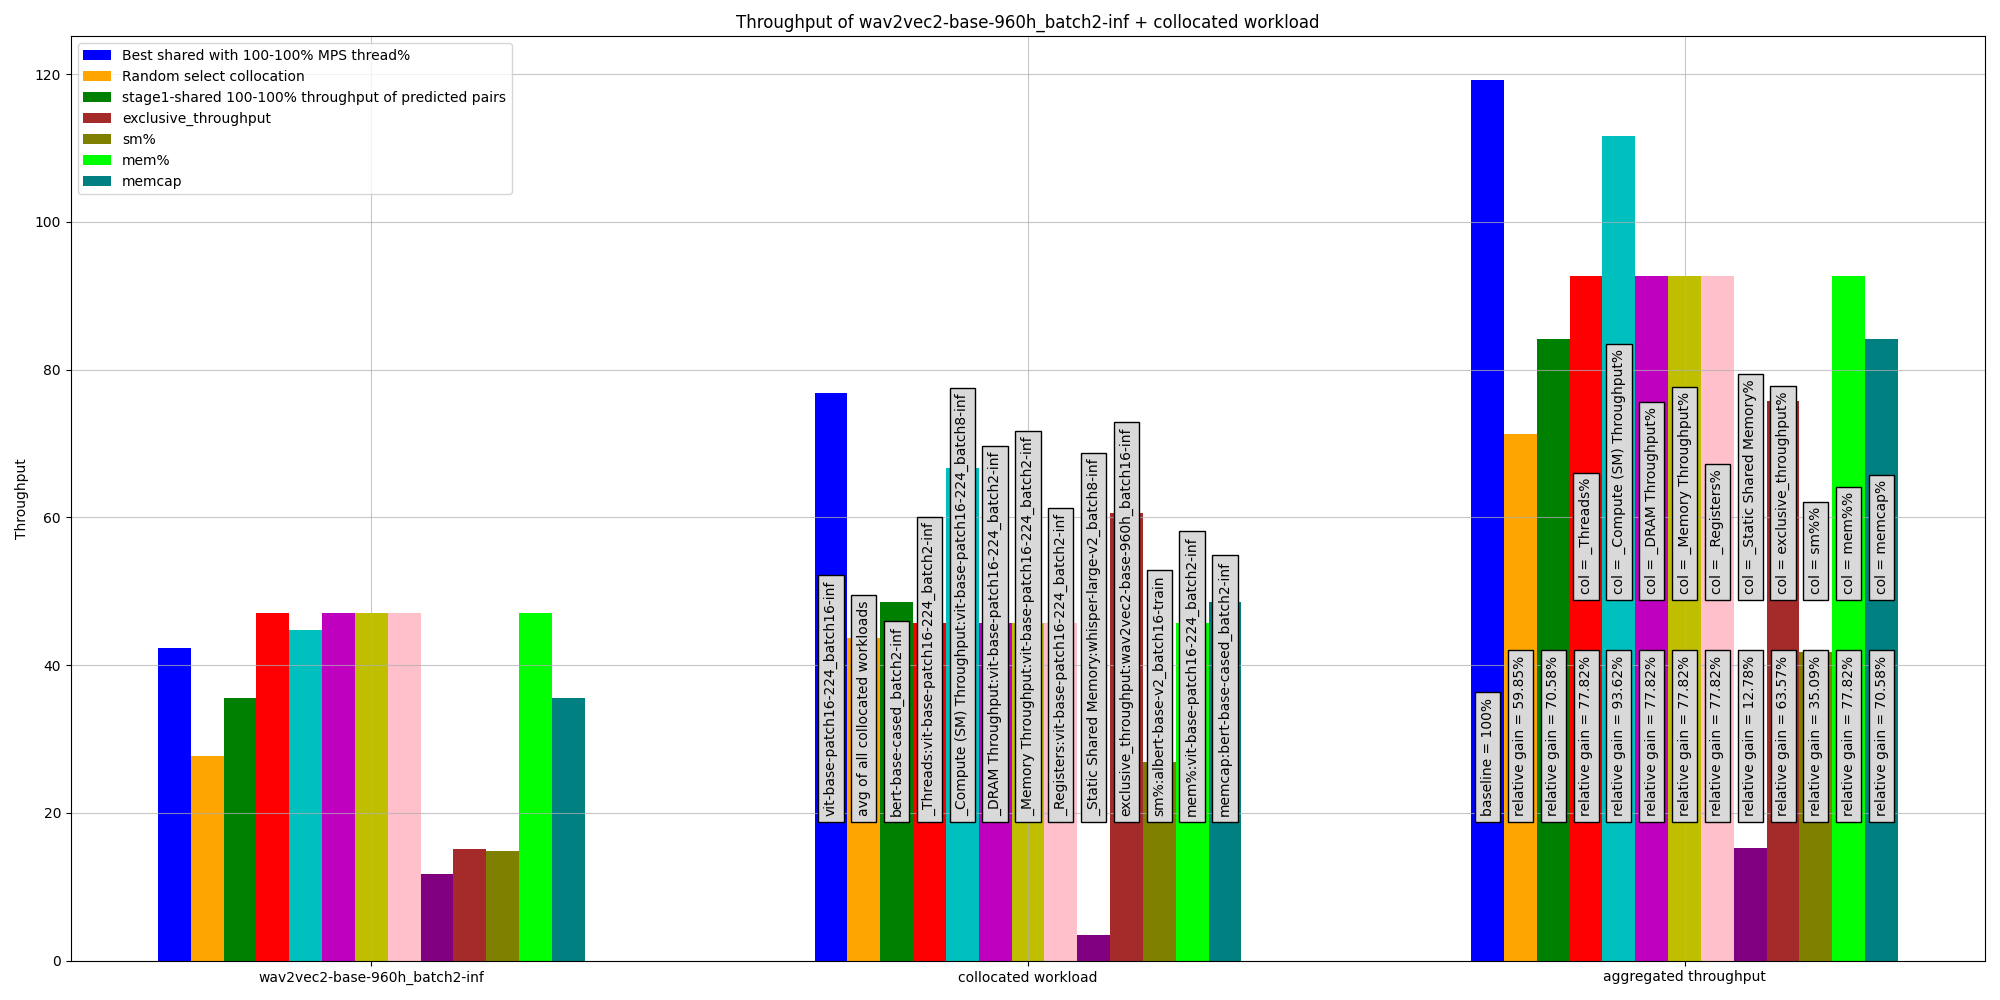 Throughput of wav2vec2-base-960h_batch2-inf + collocated workload
Best shared with 100-100% MPS thread%
Random select collocation
stage1-shared 100-100% throughput of predicted pairs
exclusive_throughput
sm%
mem%
memcap
Throughput
120
100
80
60
40
20
0
vit-base-patch16-224_batch16-inf
avg of all collocated workloads
bert-base-cased_batch2-inf
_Threads:vit-base-patch16-224_batch2-inf
_Compute (SM) Throughput:vit-base-patch16-224_batch8-inf
_DRAM Throughput:vit-base-patch16-224_batch2-inf
_Memory Throughput:vit-base-patch16-224_batch2-inf
_Registers:vit-base-patch16-224_batch2-inf
_Static Shared Memory:whisper-large-v2_batch8-inf
exclusive_throughput:wav2vec2-base-960h_batch16-inf
sm%:albert-base-v2_batch16-train
mem%:vit-base-patch16-224_batch2-inf
memcap:bert-base-cased_batch2-inf
col = _Threads%
col = _Compute (SM) Throughput%
col = _DRAM Throughput%
col = _Memory Throughput%
col = _Registers%
col = _Static Shared Memory%
col = exclusive_throughput%
col = sm%%
col = mem%%
col = memcap%
baseline = 100%
relative gain = 59.85%
relative gain = 70.58%
relative gain = 77.82%
relative gain = 93.62%
relative gain = 77.82%
relative gain = 77.82%
relative gain = 77.82%
relative gain = 12.78%
relative gain = 63.57%
relative gain = 35.09%
relative gain = 77.82%
relative gain = 70.58%
wav2vec2-base-960h_batch2-inf
collocated workload
aggregated throughput